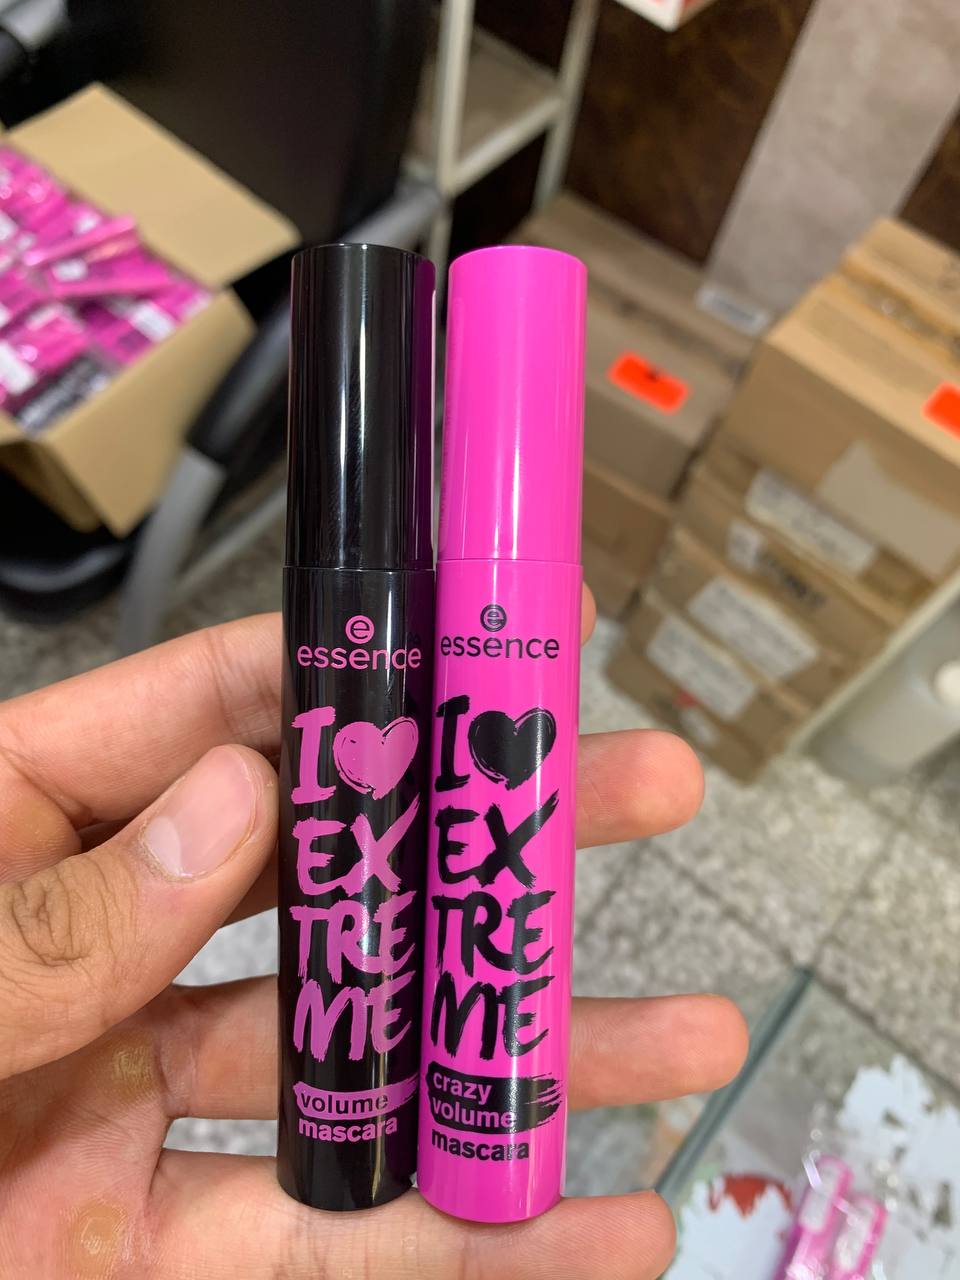 e
essence
I
EX
TRE
ME
volume
mascara
e
essence
I
EX
TRE
ME
crazy
volume
mascara